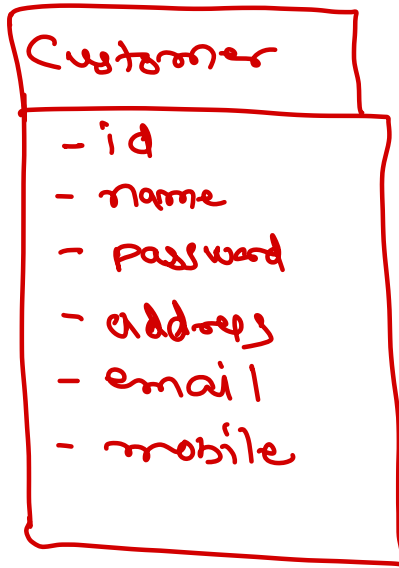 Customer
- id
- name
- password
- address
- email
- mobile